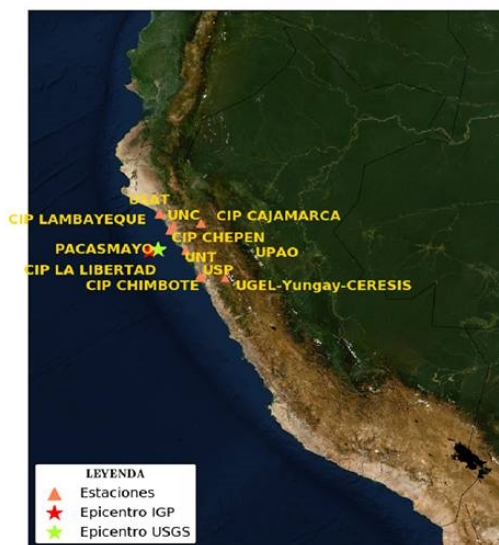 USAT
CIP LAMBAYEQUE UNC CIP CAJAMARCA
CIP CHEPEN
PACASMAYO UNT UPAO
CIP LA LIBERTAD USP
CIP CHIMBOTE UGEL-Yungay-CERESIS
LEYENDA
Estaciones
Epicentro IGP
Epicentro USGS